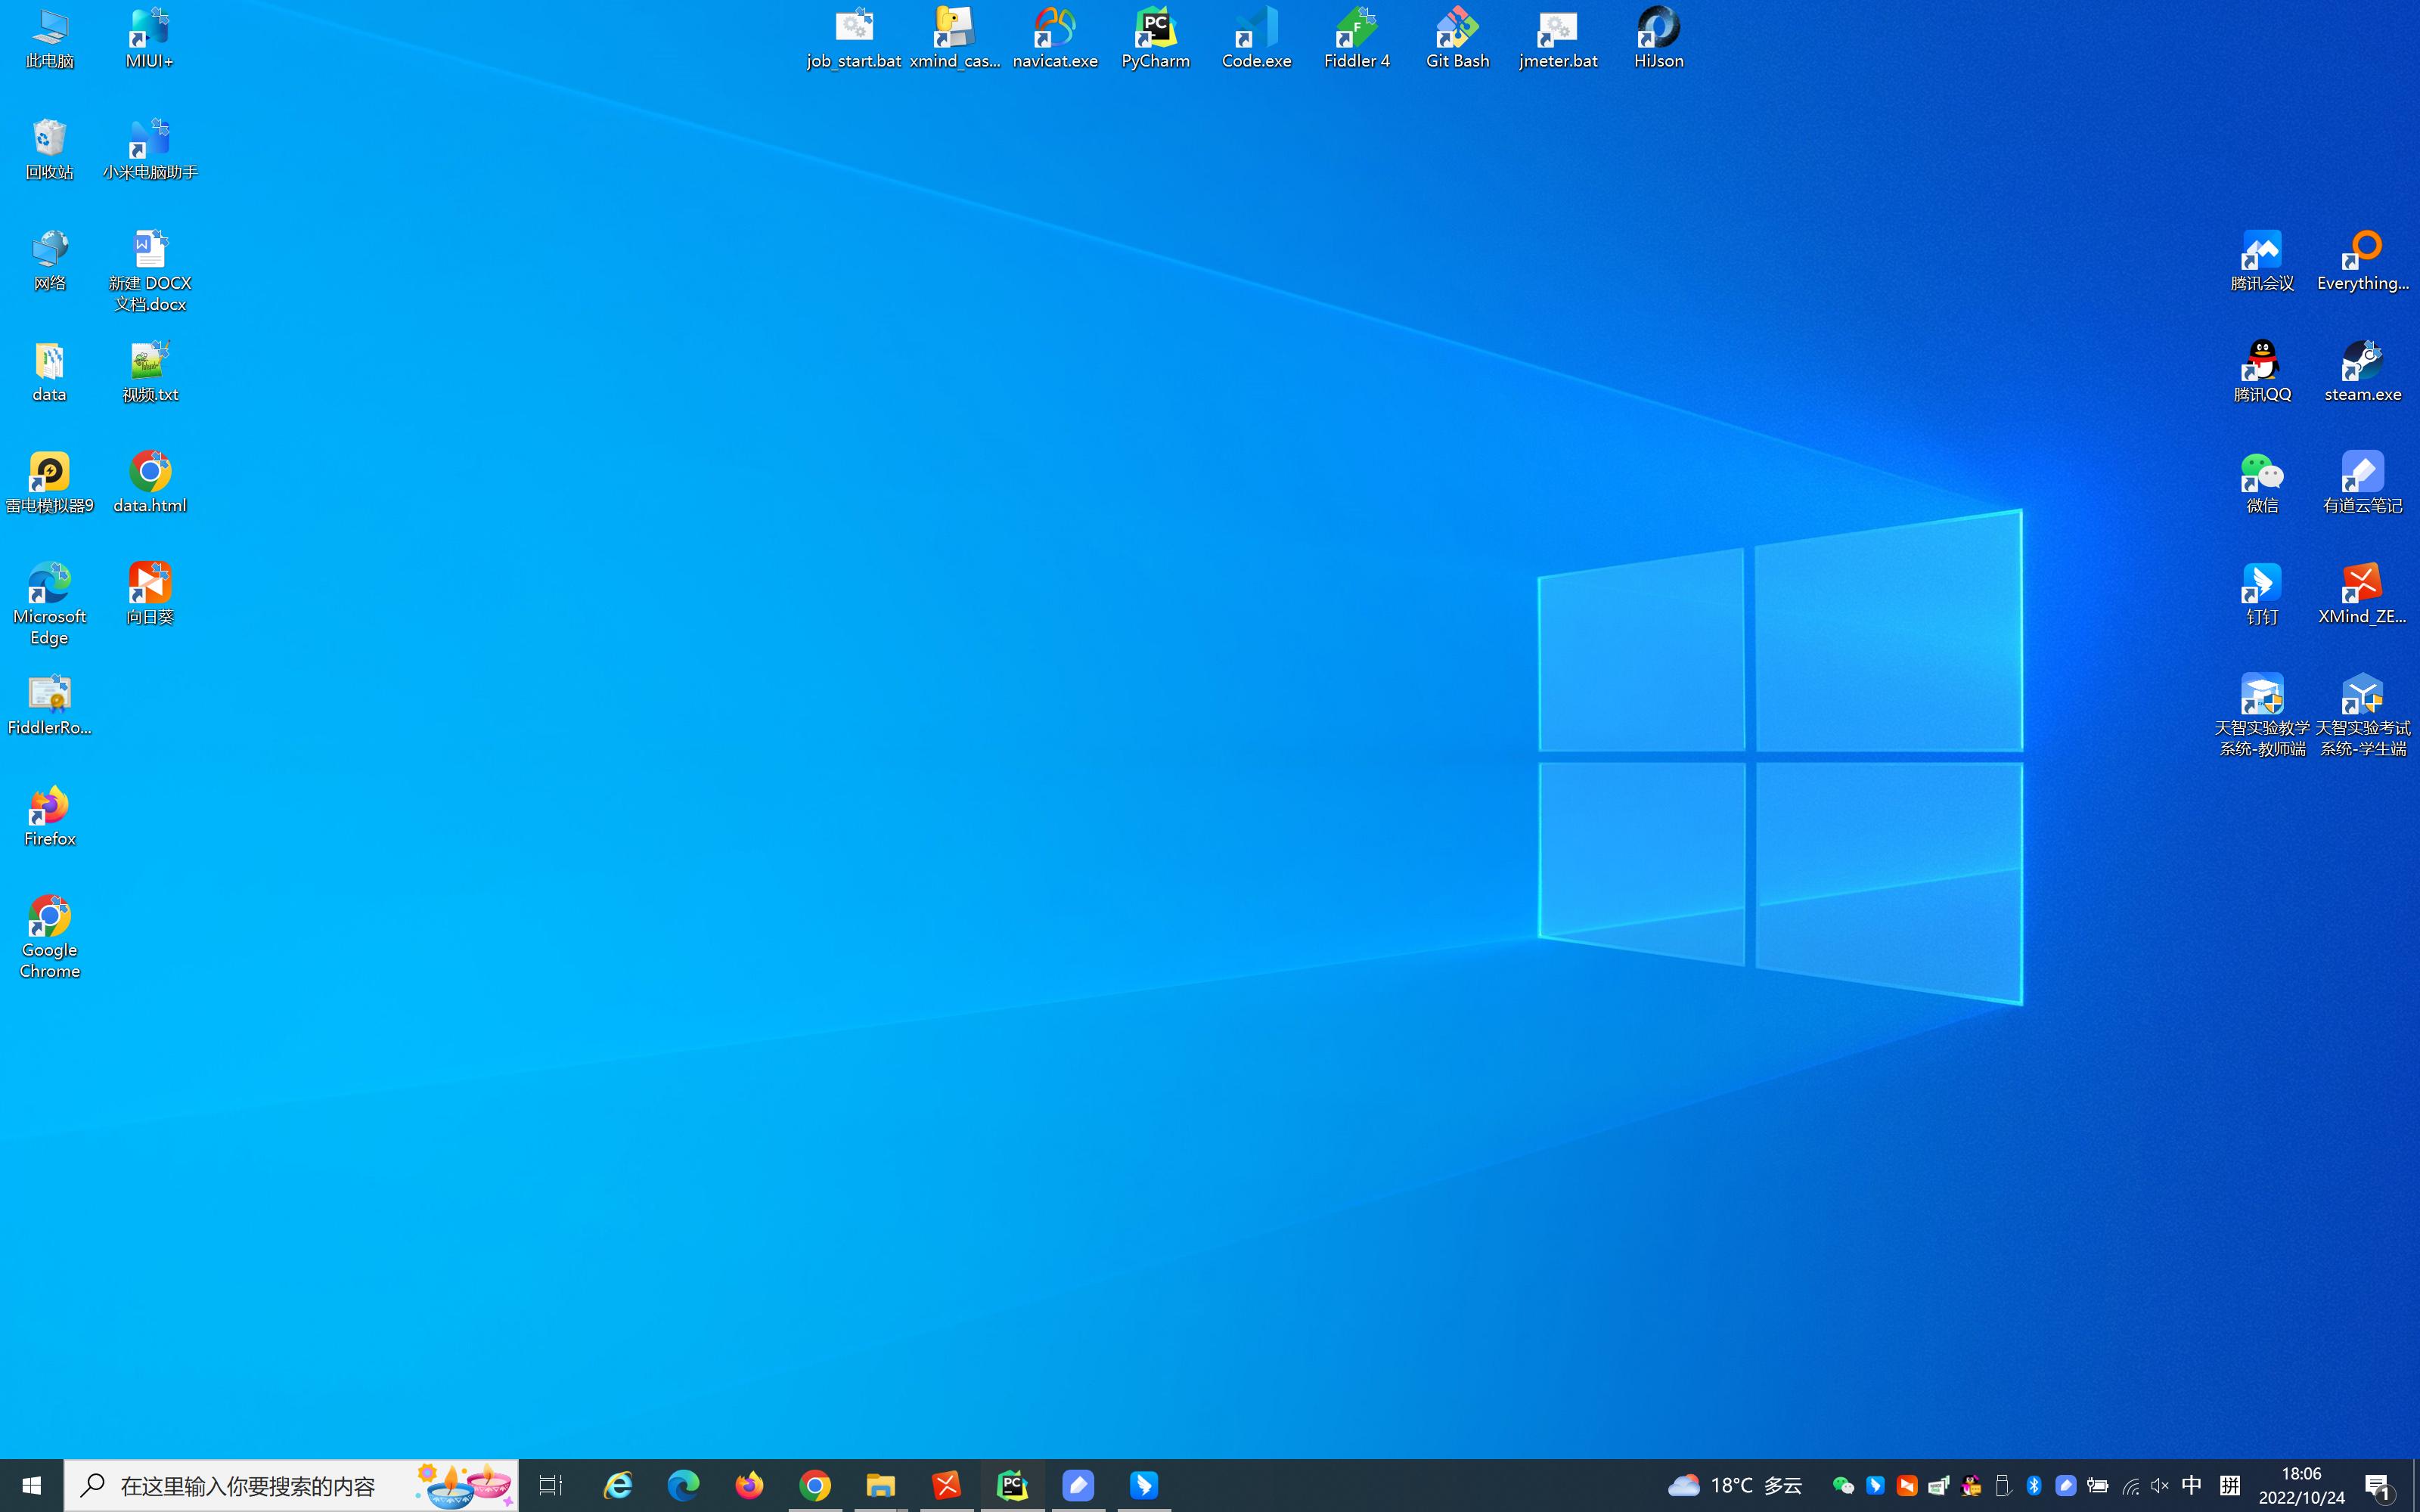 此电脑
MIUI+
job_start.bat
xmind_cas...
navicat.exe
PyCharm
Code.exe
Fiddler 4
Git Bash
jmeter.bat
HiJson
回收站
小米电脑助手
网络
新建 DOCX
文档.docx
腾讯会议
Everything...
data
视频.txt
腾讯QQ
steam.exe
雷电模拟器9
data.html
微信
有道云笔记
Microsoft
Edge
向日葵
钉钉
XMind_ZE...
FiddlerRo...
天智实验教学
系统-教师端
天智实验考试
系统-学生端
Firefox
Google
Chrome
在这里输入你要搜索的内容
18°C 多云
中
拼
18:06
2022/10/24
1